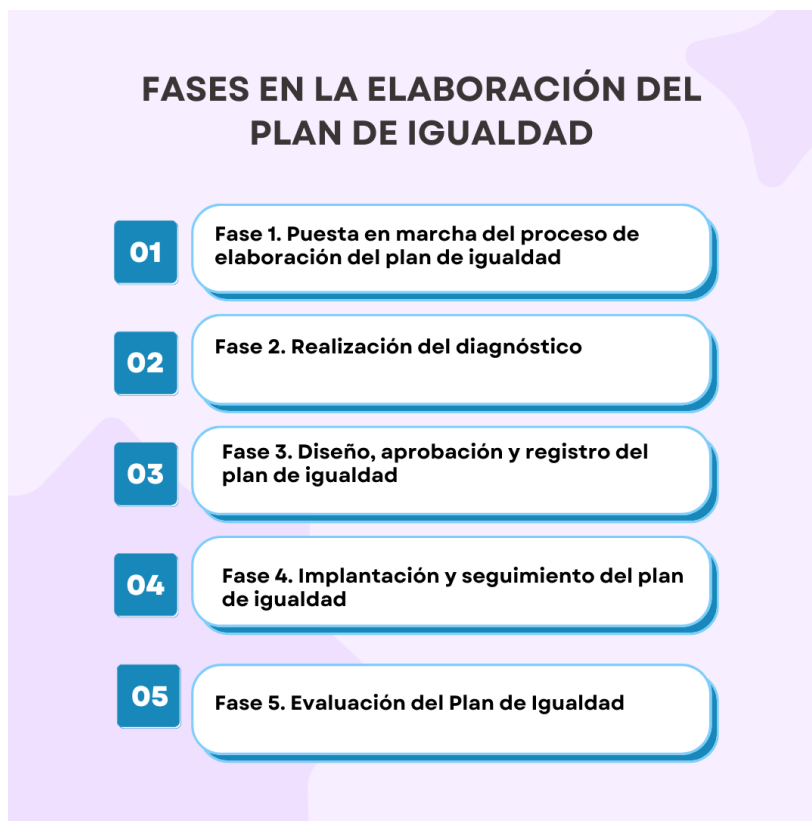 FASES EN LA ELABORACIÓN DEL
PLAN DE IGUALDAD
01
Fase 1. Puesta en marcha del proceso de
elaboración del plan de igualdad
02
Fase 2. Realización del diagnóstico
03
Fase 3. Diseño, aprobación y registro del
plan de igualdad
04
Fase 4. Implantación y seguimiento del plan
de igualdad
05
Fase 5. Evaluación del Plan de Igualdad